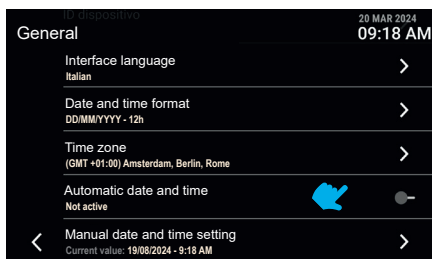 ID dispositivo
20 MAR 2024
General
09:18 AM
Interface language
Italian
Date and time format
DD/MM/YYYY - 12h
Time zone
(GMT +01:00) Amsterdam, Berlin, Rome
Automatic date and time
Not active
Manual date and time setting
Current value: 19/08/2024 - 9:18 AM